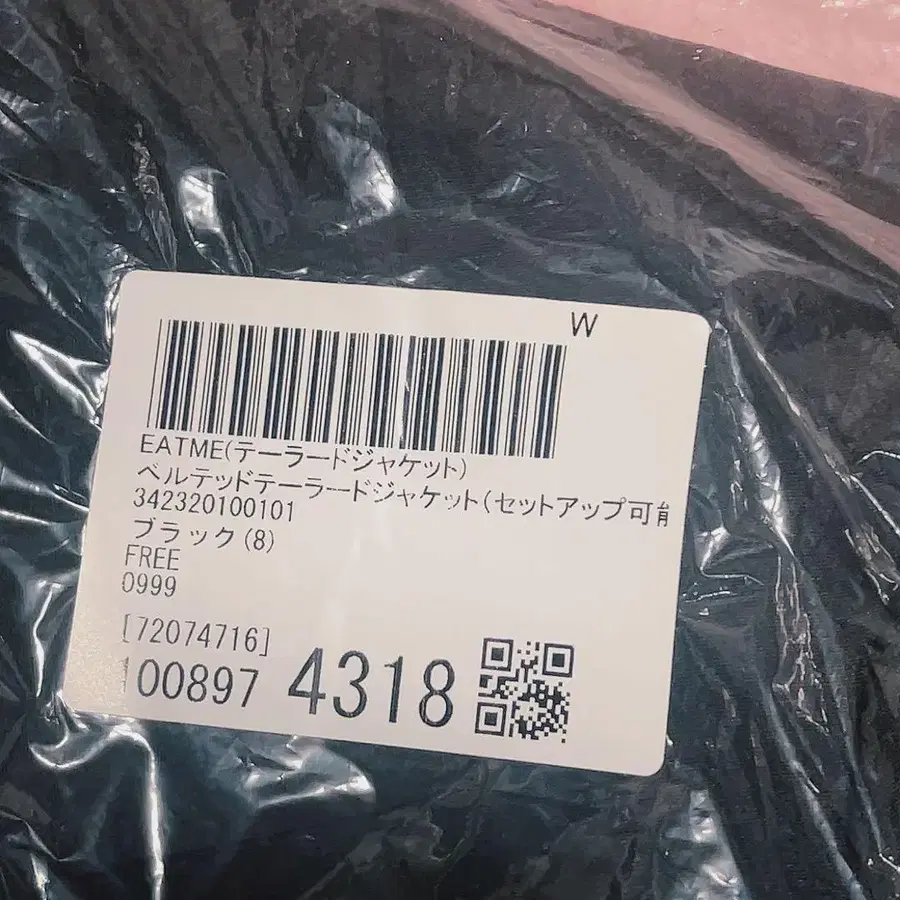 W
EATME(テーラードジャケット)
ベルテッドテーラードジャケット(セットアップ可
342320100101
ブラック(8)
FREE
0999
[72074716]
00897 4318